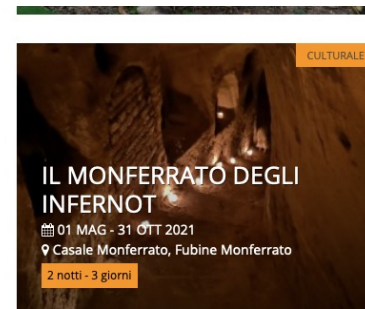 CULTURALE
IL MONFERRATO DEGLI
INFERNOT
01 MAG - 31 OTT 2021
Casale Monferrato, Fubine Monferrato
2 notti - 3 giorni